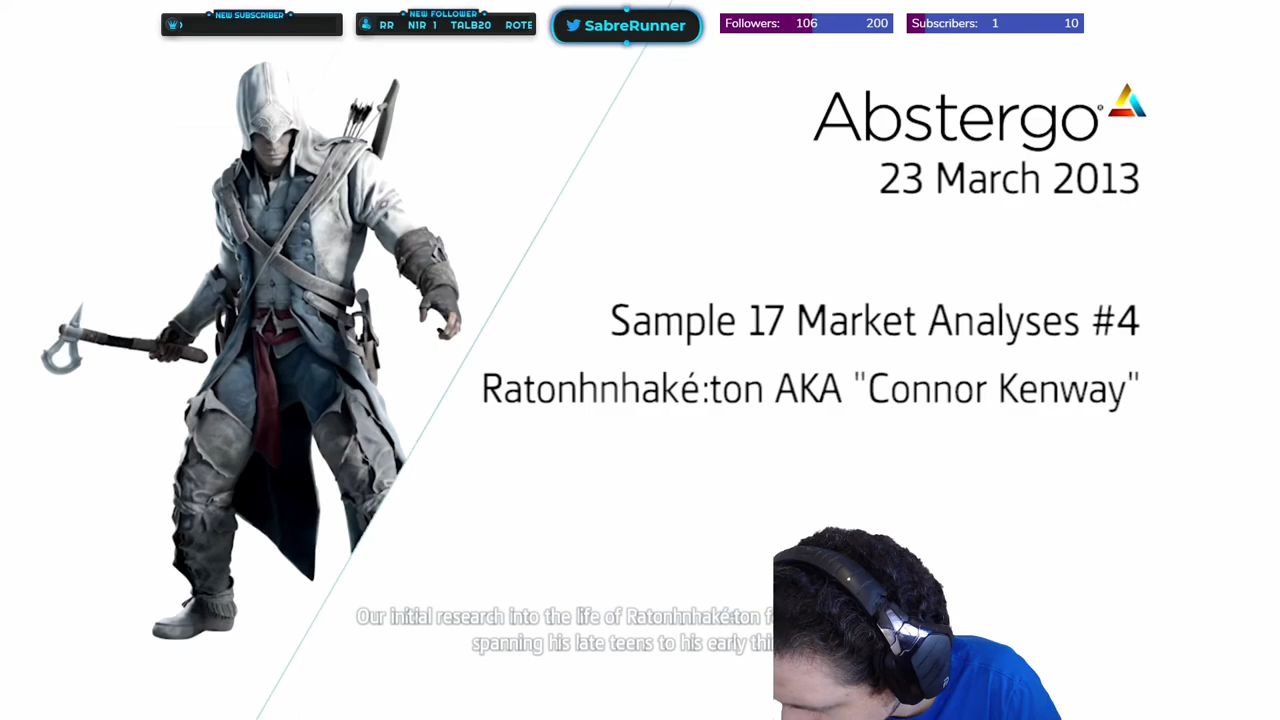 NEW SUBSCRIBER
NEW FOLLOWER
RR N1R 1 TALB20 ROTE
SabreRunner
Followers: 106 200
Subscribers: 1 10
Abstergo
23 March 2013
Sample 17 Market Analyses #4
Ratonhnhaké:ton AKA "Connor Kenway"
Our initial research into the life of Ratonhnhaké:ton
spanning his late teens to his early